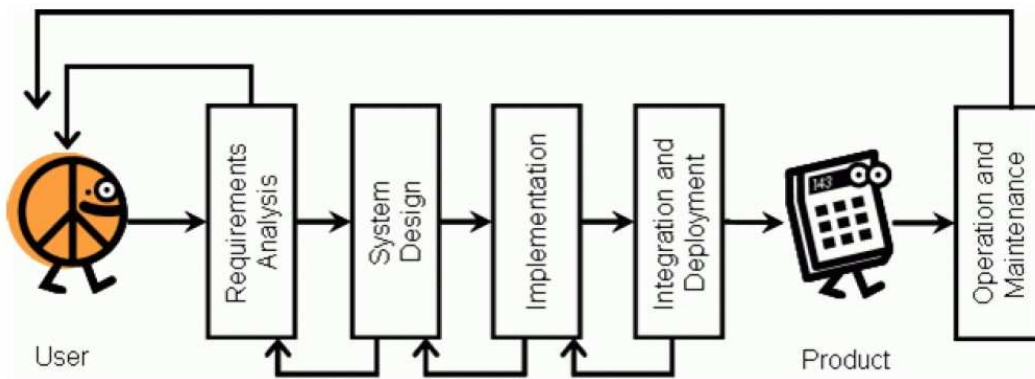 User
Requirements
Analysis
System
Design
Implementation
Integration and
Deployment
143
Product
Operation and
Maintenance